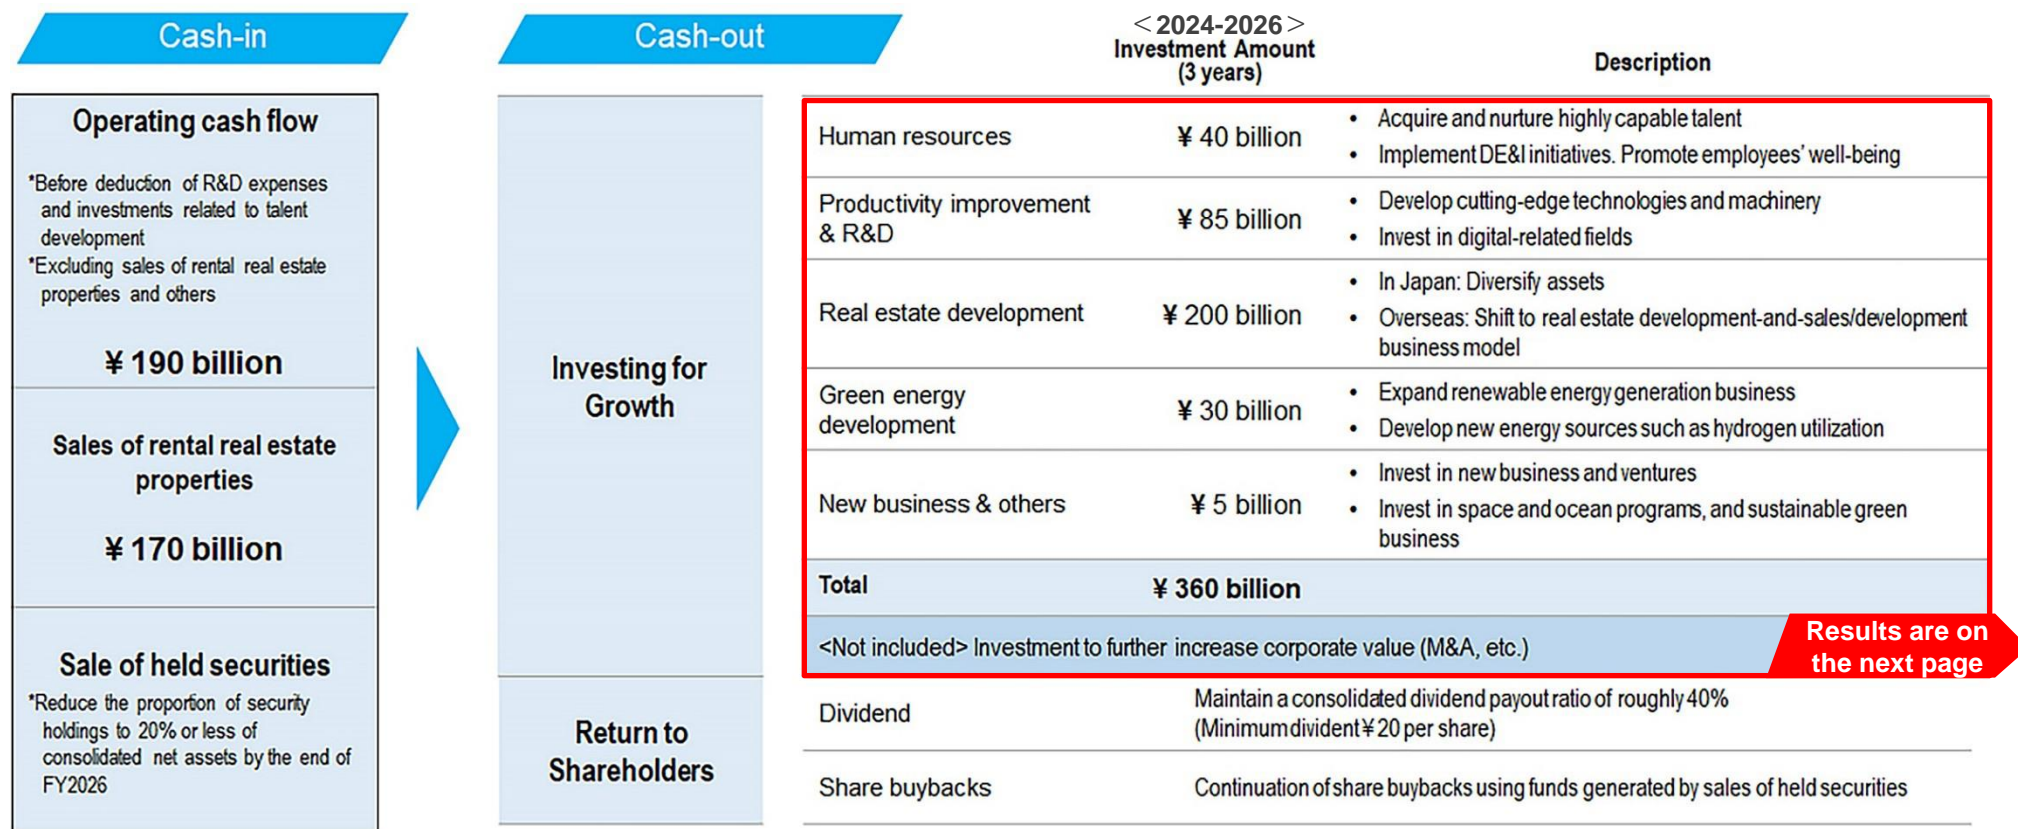 Cash-in
Operating cash flow
*Before deduction of R&D expenses
and investments related to talent
development
*Excluding sales of rental real estate
properties and others
¥ 190 billion
Sales of rental real estate
properties
¥ 170 billion
Sale of held securities
*Reduce the proportion of security
holdings to 20% or less of
consolidated net assets by the end of
FY2026
Cash-out
Investing for
Growth
Return to
Shareholders
<2024-2026>
Investment Amount
(3 years)
Description
Human resources
¥ 40 billion
• Acquire and nurture highly capable talent
• Implement DE&I initiatives. Promote employees' well-being
Productivity improvement
& R&D
¥ 85 billion
• Develop cutting-edge technologies and machinery
• Invest in digital-related fields
Real estate development
¥ 200 billion
• In Japan: Diversify assets
• Overseas: Shift to real estate development-and-sales/development
business model
Green energy
development
¥ 30 billion
• Expand renewable energy generation business
• Develop new energy sources such as hydrogen utilization
New business & others
¥ 5 billion
• Invest in new business and ventures
• Invest in space and ocean programs, and sustainable green
business
Total
¥ 360 billion
<Not included> Investment to further increase corporate value (M&A, etc.)
Results are on
the next page
Dividend
Maintain a consolidated dividend payout ratio of roughly 40%
(Minimum divident ¥ 20 per share)
Share buybacks
Continuation of share buybacks using funds generated by sales of held securities